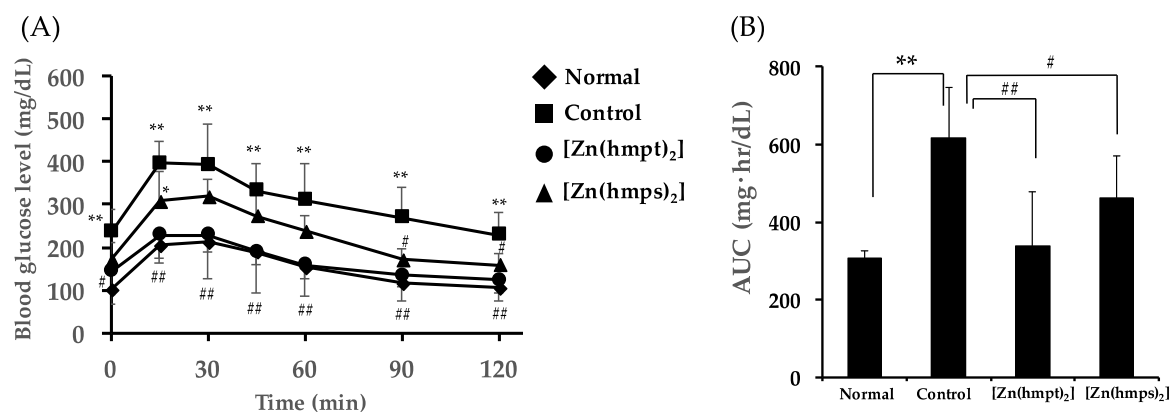 (A)
Blood glucose level (mg/dL)
600
500
400
300
200
100
0
0 30 60 90 120
Time (min)
** ** ** ** ** ** **
*
# #
# ## ## ## ## ## ##
Normal
Control
[Zn(hmpt)₂]
[Zn(hmps)₂]
(B)
AUC (mg·hr/dL)
800
600
400
200
0
** #
##
Normal Control [Zn(hmpt)₂] [Zn(hmps)₂]